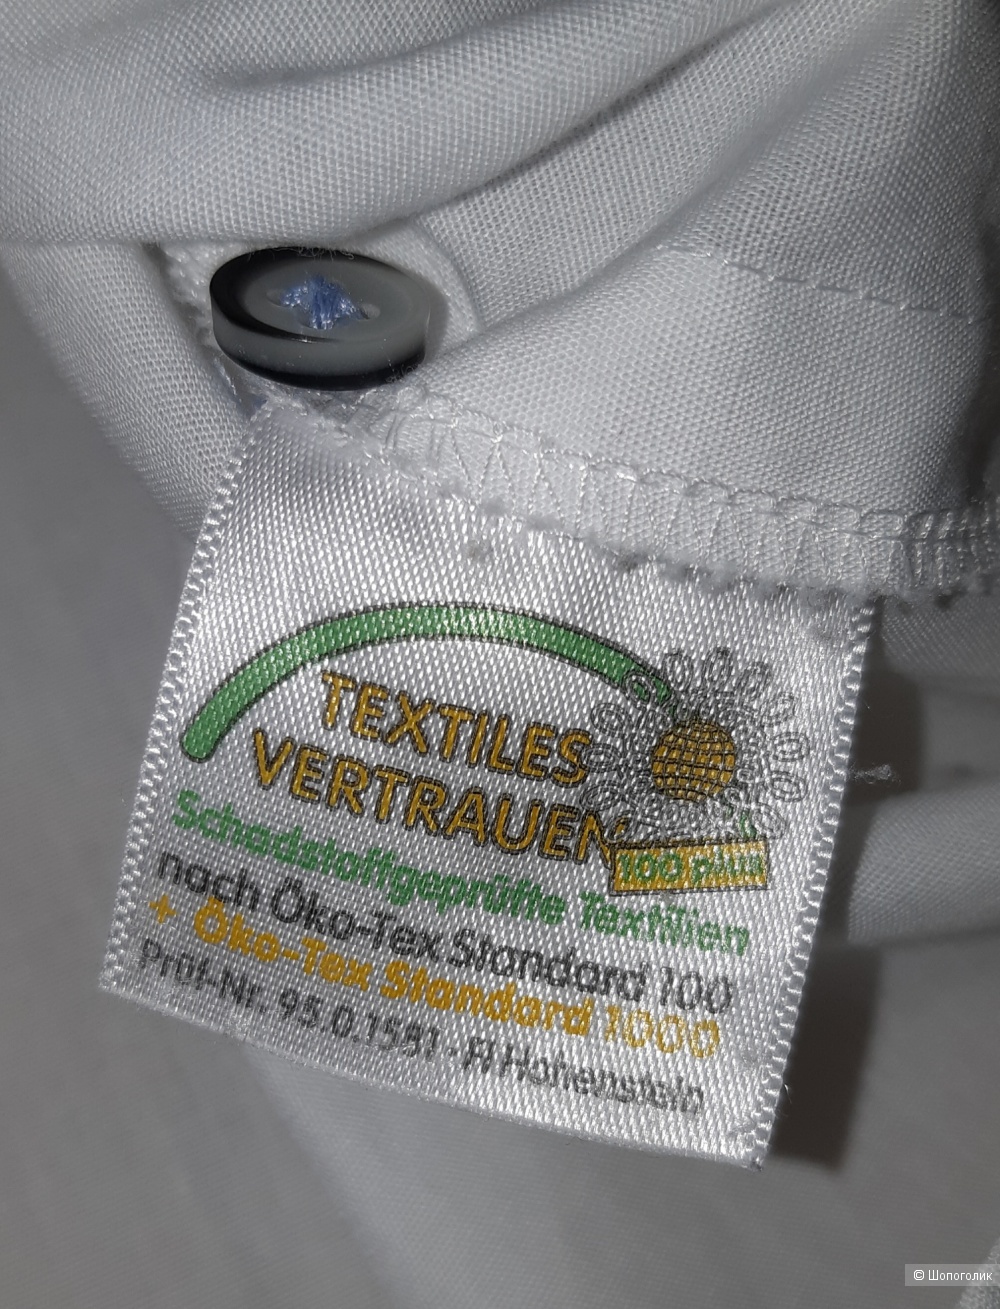 TEXTILES
VERTRAUEN
100 plus
Schadstoffgeprüfte Textilien
nach Öko-Tex Standard 100
+ Öko-Tex Standard 1000
Prüf-Nr. 95.0.1581 · FI Hohenstein
© Шопоголик